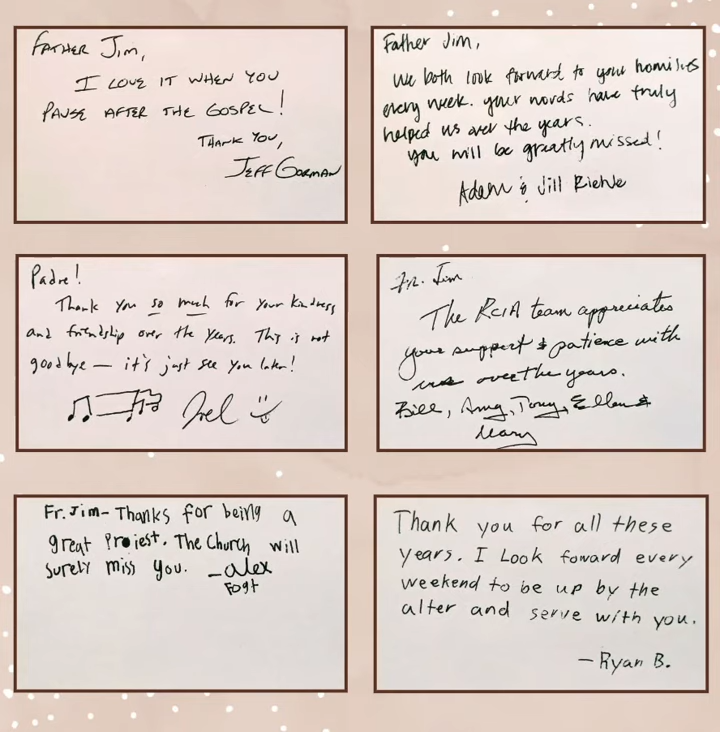 Father Jim,
I love it when you
pause after the Gospel!
Thank you,
Jeff Gorman
Father Jim,
We both look forward to your homilies
every week. Your words have truly
helped us over the years.
You will be greatly missed!
Adam & Jill Riehle
Padre!
Thank you so much for your kindness
and friendship over the years. This is not
goodbye — it's just see you later!
Joel
Fr. Jim
The RCIA team appreciates
your support & patience with
over the years.
Bill, Amy, Tony, Ellen &
Mary
Fr. Jim- Thanks for being a
great Preiest. The Church will
surely miss you. -alex
Fogt
Thank you for all these
years. I Look foward every
weekend to be up by the
alter and serve with you.
- Ryan B.